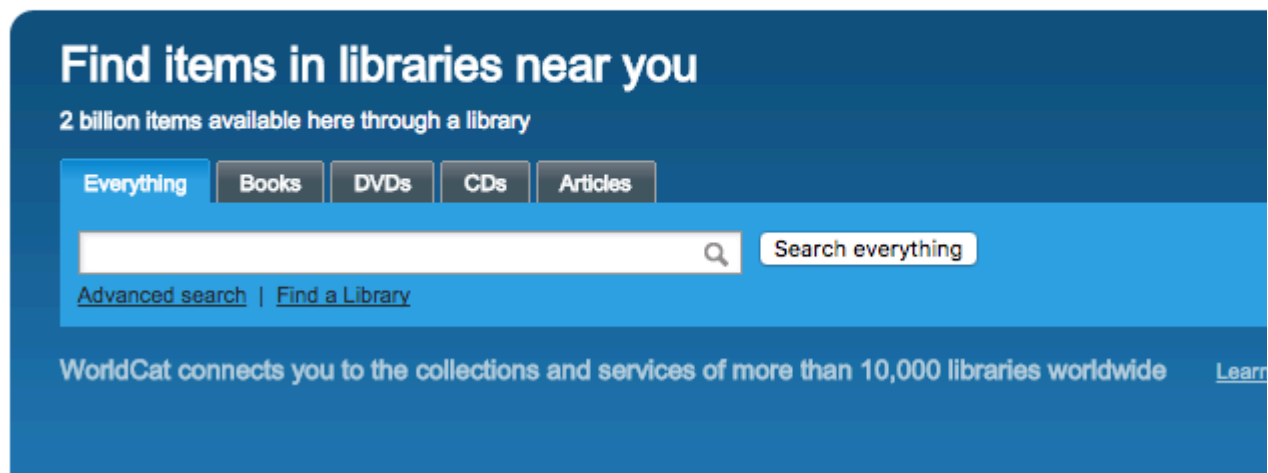 Find items in libraries near you
2 billion items available here through a library
Everything Books DVDs CDs Articles
Search everything
Advanced search | Find a Library
WorldCat connects you to the collections and services of more than 10,000 libraries worldwide Learn